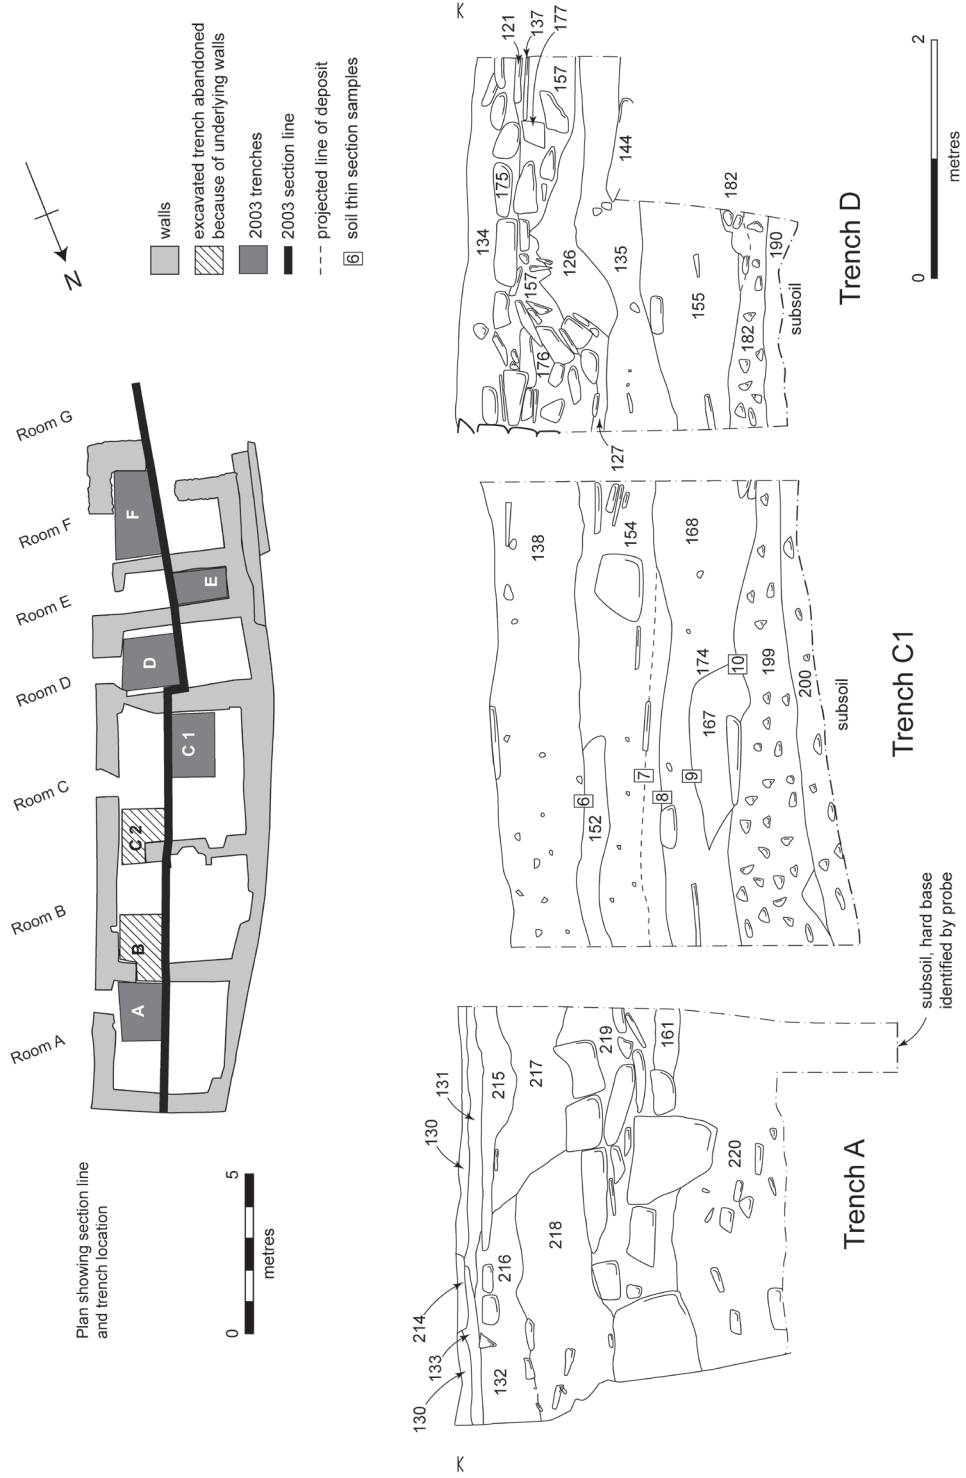 Plan showing section line
and trench location
0
5
metres
Room A
Room B
Room C
Room D
Room E
Room F
Room G
A
B
C 2
C 1
D
E
F
N
walls
excavated trench abandoned
because of underlying walls
2003 trenches
2003 section line
projected line of deposit
6
soil thin section samples
K
130
133
214
130
131
132
216
215
218
217
219
161
220
Trench A
subsoil, hard base
identified by probe
138
6
152
7
154
8
9
168
167
174
10
199
200
subsoil
Trench C1
K
134
175
121
137
177
176
157
157
127
126
135
144
155
182
182
190
subsoil
Trench D
0
2
metres